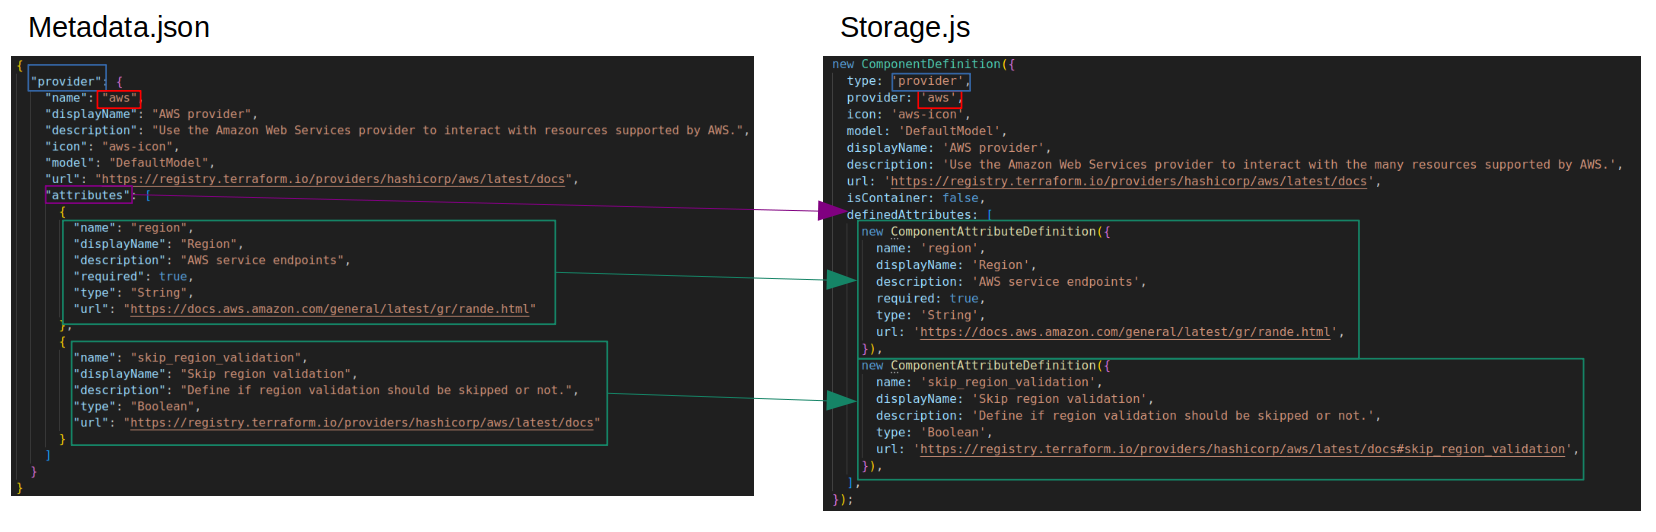 Metadata.json
{
"provider": {
"name": "aws",
"displayName": "AWS provider",
"description": "Use the Amazon Web Services provider to interact with resources supported by AWS.",
"icon": "aws-icon",
"model": "DefaultModel",
"url": "https://registry.terraform.io/providers/hashicorp/aws/latest/docs",
"attributes": [
{
"name": "region",
"displayName": "Region",
"description": "AWS service endpoints",
"required": true,
"type": "String",
"url": "https://docs.aws.amazon.com/general/latest/gr/rande.html"
},
{
"name": "skip_region_validation",
"displayName": "Skip region validation",
"description": "Define if region validation should be skipped or not.",
"type": "Boolean",
"url": "https://registry.terraform.io/providers/hashicorp/aws/latest/docs"
}
]
}
}
Storage.js
new ComponentDefinition({
type: 'provider',
provider: 'aws',
icon: 'aws-icon',
model: 'DefaultModel',
displayName: 'AWS provider',
description: 'Use the Amazon Web Services provider to interact with the many resources supported by AWS.',
url: 'https://registry.terraform.io/providers/hashicorp/aws/latest/docs',
isContainer: false,
definedAttributes: [
new ComponentAttributeDefinition({
name: 'region',
displayName: 'Region',
description: 'AWS service endpoints',
required: true,
type: 'String',
url: 'https://docs.aws.amazon.com/general/latest/gr/rande.html',
}),
new ComponentAttributeDefinition({
name: 'skip_region_validation',
displayName: 'Skip region validation',
description: 'Define if region validation should be skipped or not.',
type: 'Boolean',
url: 'https://registry.terraform.io/providers/hashicorp/aws/latest/docs#skip_region_validation',
}),
],
});